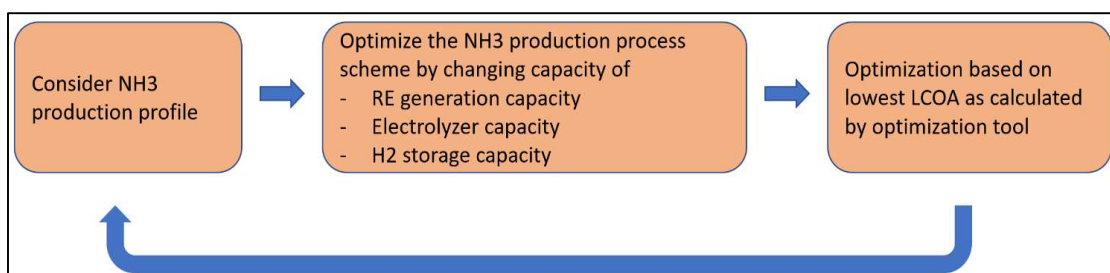 Consider NH3
production profile
Optimize the NH3 production process
scheme by changing capacity of
- RE generation capacity
- Electrolyzer capacity
- H2 storage capacity
Optimization based on
lowest LCOA as calculated
by optimization tool